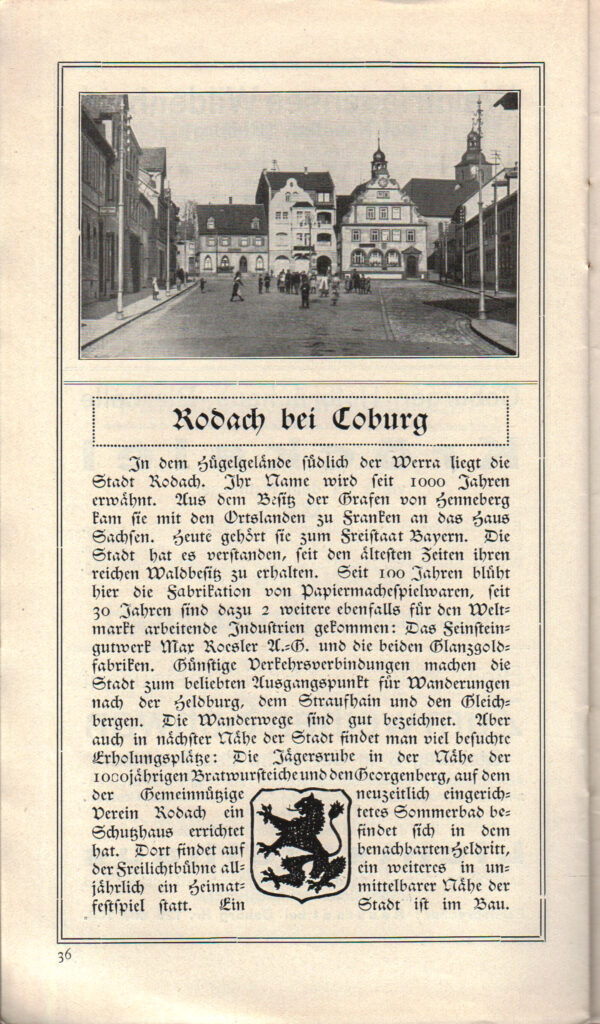 Rodach bei Coburg
In dem Hügelgelände südlich der Werra liegt die
Stadt Rodach. Ihr Name wird seit 1000 Jahren
erwähnt. Aus dem Besitz der Grafen von Henneberg
kam sie mit den Ortslanden zu Franken an das Haus
Sachsen. Heute gehört sie zum Freistaat Bayern. Die
Stadt hat es verstanden, seit den ältesten Zeiten ihren
reichen Waldbesitz zu erhalten. Seit 100 Jahren blüht
hier die Fabrikation von Papiermachespielwaren, seit
30 Jahren sind dazu 2 weitere ebenfalls für den Welt-
markt arbeitende Industrien gekommen: Das Feinstein-
gutwerk Max Roesler A.-G. und die beiden Glanzgold-
fabriken. Günstige Verkehrsverbindungen machen die
Stadt zum beliebten Ausgangspunkt für Wanderungen
nach der Heldburg, dem Straufhain und den Gleich-
bergen. Die Wanderwege sind gut bezeichnet. Aber
auch in nächster Nähe der Stadt findet man viel besuchte
Erholungsplätze: Die Jägersruhe in der Nähe der
1000jährigen Bratwursteiche und den Georgenberg, auf dem
der Gemeinnützige
Verein Rodach ein
Schutzhaus errichtet
hat. Dort findet auf
der Freilichtbühne all-
jährlich ein Heimat-
festspiel statt. Ein
neuzeitlich eingerich-
tetes Sommerbad be-
findet sich in dem
benachbarten Heldritt,
ein weiteres in un-
mittelbarer Nähe der
Stadt ist im Bau.
36